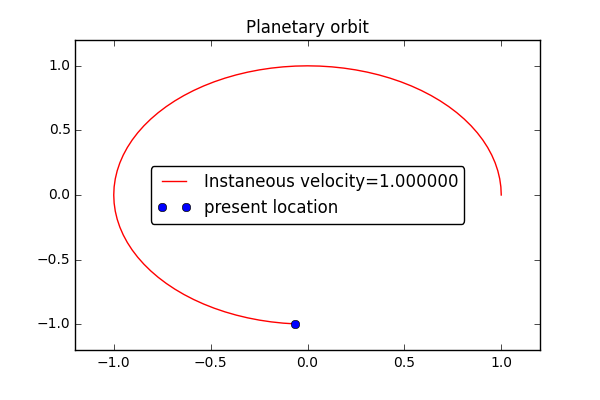 Planetary orbit
1.0
0.5
0.0
−0.5
−1.0
Instaneous velocity=1.000000
present location
−1.0 −0.5 0.0 0.5 1.0